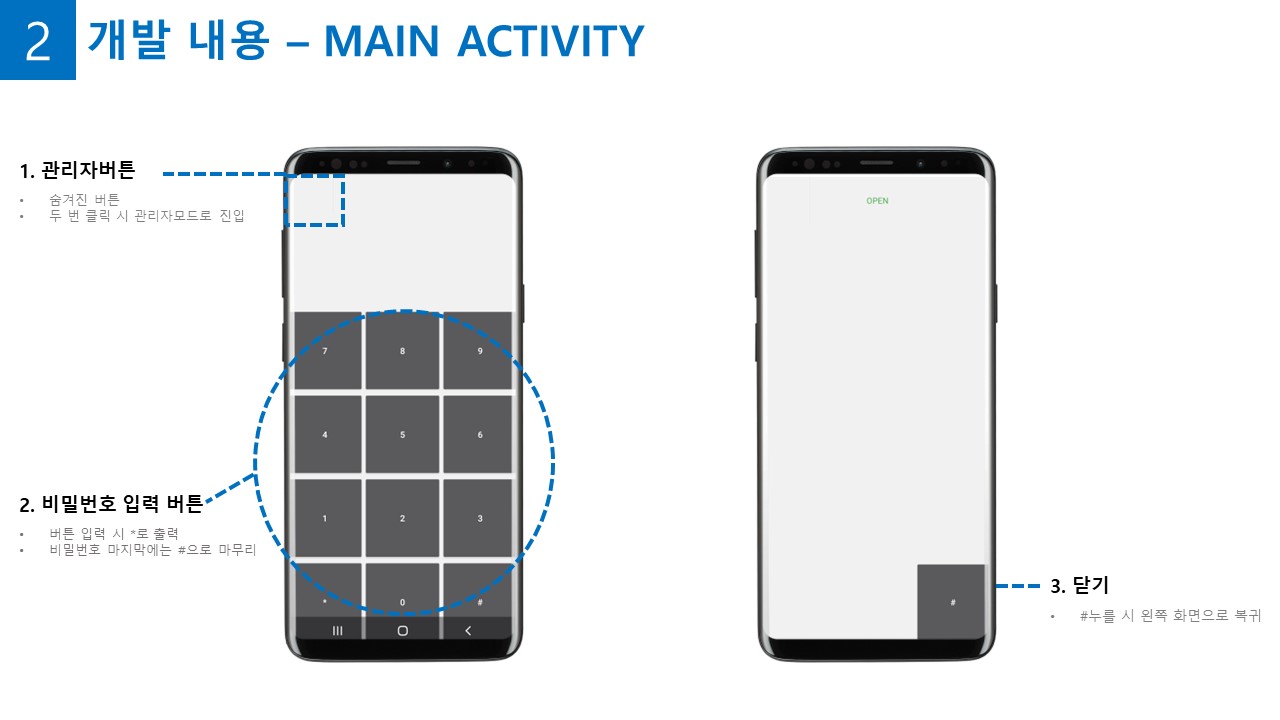 2
개발 내용 – MAIN ACTIVITY
1. 관리자버튼
• 숨겨진 버튼
• 두 번 클릭 시 관리자모드로 진입
2. 비밀번호 입력 버튼
• 버튼 입력 시 *로 출력
• 비밀번호 마지막에는 #으로 마무리
7 8 9
4 5 6
1 2 3
* 0 #
OPEN
#
3. 닫기
• #누를 시 왼쪽 화면으로 복귀